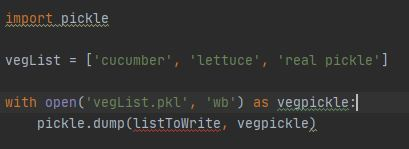 import pickle
vegList = ['cucumber', 'lettuce', 'real pickle']
with open('vegList.pkl', 'wb') as vegpickle:
pickle.dump(listToWrite, vegpickle)